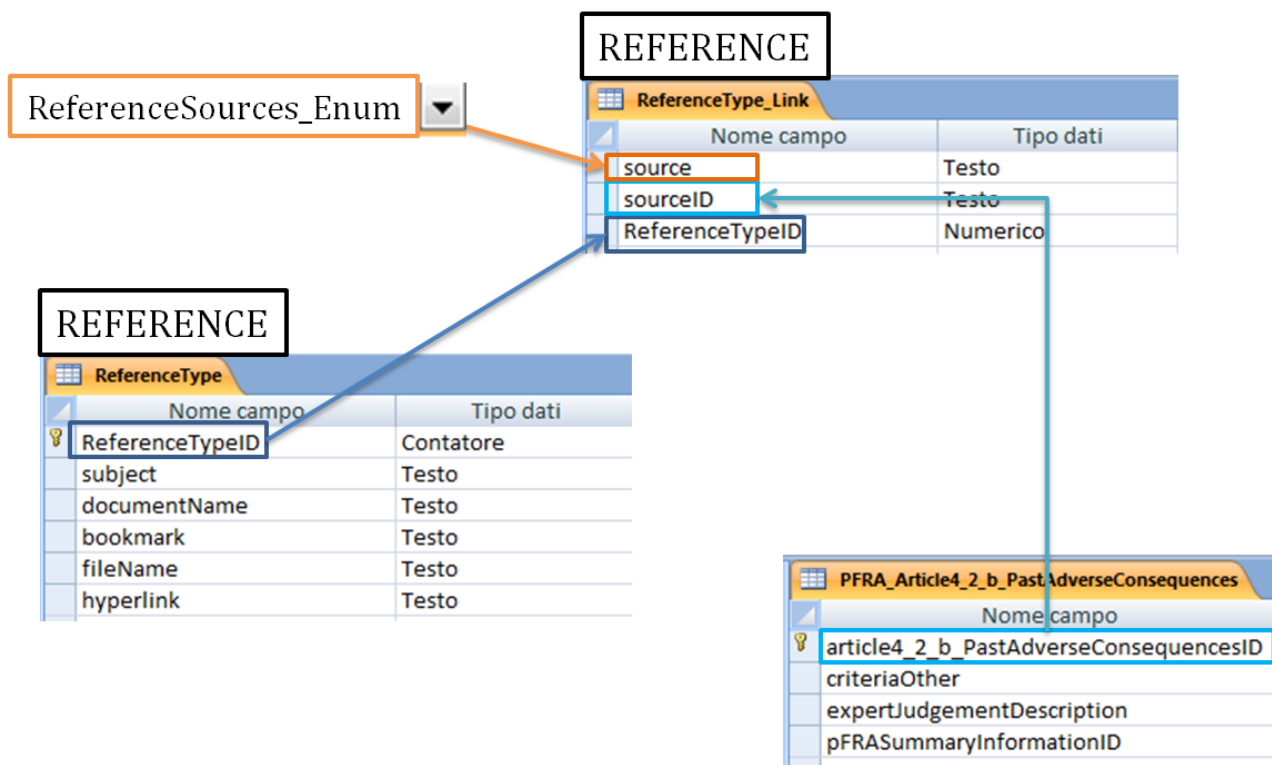 REFERENCE
ReferenceSources_Enum
ReferenceType_Link
Nome campo Tipo dati
source Testo
sourceID Testo
ReferenceTypeID Numerico
REFERENCE
ReferenceType
Nome campo Tipo dati
ReferenceTypeID Contatore
subject Testo
documentName Testo
bookmark Testo
fileName Testo
hyperlink Testo
PFRA_Article4_2_b_PastAdverseConsequences
Nome campo
article4_2_b_PastAdverseConsequencesID
criteriaOther
expertJudgementDescription
pFRASummaryInformationID